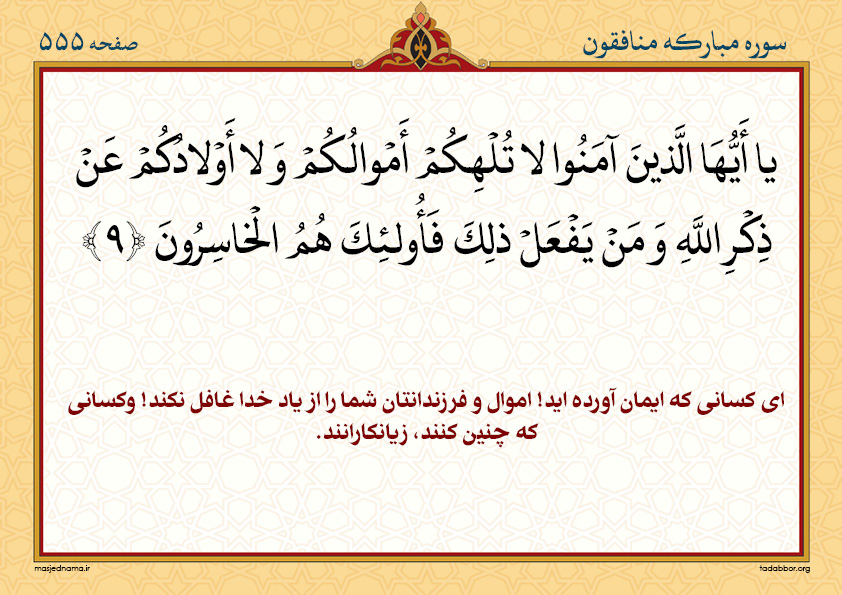 سوره مبارکه منافقون
صفحه ۵۵۵
يا أَيُّهَا الَّذينَ آمَنُوا لا تُلْهِكُمْ أَمْوالُكُمْ وَ لا أَوْلادُكُمْ عَنْ
ذِكْرِ اللَّهِ وَ مَنْ يَفْعَلْ ذلِكَ فَأُولئِكَ هُمُ الْخاسِرُونَ ﴿۹﴾
ای کسانی که ایمان آورده اید! اموال و فرزندانتان شما را از یاد خدا غافل نکند! وکسانی
که چنین کنند، زیانکارانند.
masjednama.ir
tadabbor.org